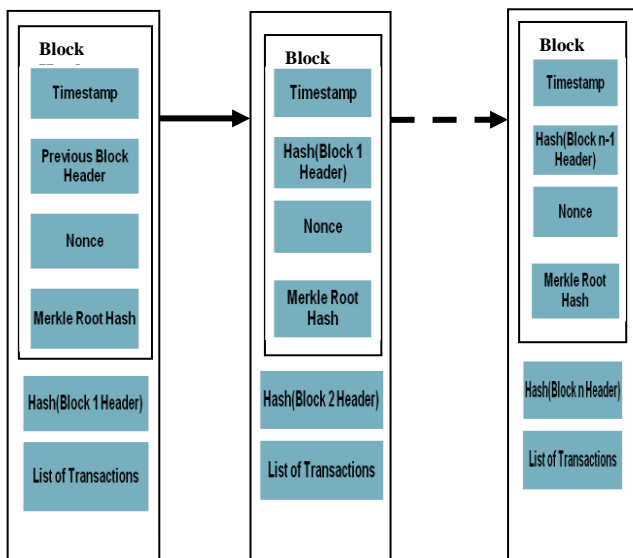 Block
Timestamp
Previous Block
Header
Nonce
Merkle Root Hash
Hash(Block 1 Header)
List of Transactions
Block
Timestamp
Hash(Block 1
Header)
Nonce
Merkle Root
Hash
Hash(Block 2 Header)
List of Transactions
Block
Timestamp
Hash(Block n-1
Header)
Nonce
Merkle Root
Hash
Hash(Block n Header)
List of Transactions